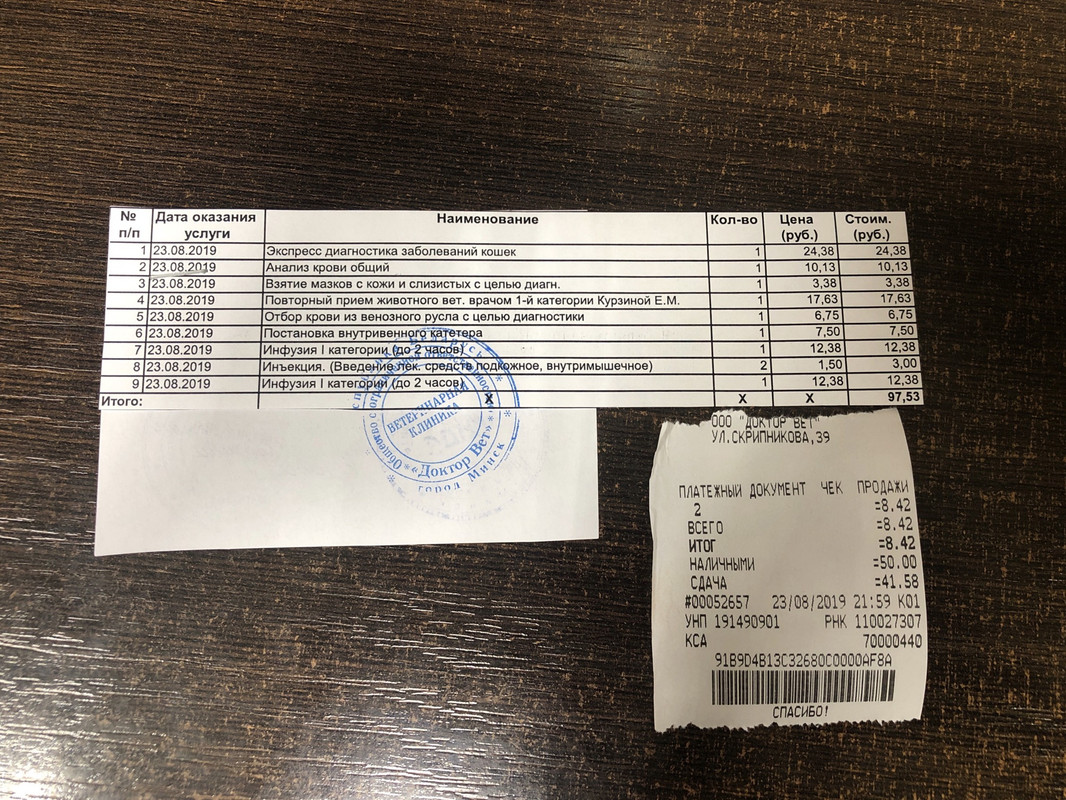 № п/п Дата оказания услуги Наименование Кол-во Цена (руб.) Стоим. (руб.)
1 23.08.2019 Экспресс диагностика заболеваний кошек 1 24,38 24,38
2 23.08.2019 Анализ крови общий 1 10,13 10,13
3 23.08.2019 Взятие мазков с кожи и слизистых с целью диагн. 1 3,38 3,38
4 23.08.2019 Повторный прием животного вет. врачом 1-й категории Курзиной Е.М. 1 17,63 17,63
5 23.08.2019 Отбор крови из венозного русла с целью диагностики 1 6,75 6,75
6 23.08.2019 Постановка внутривенного катетера 1 7,50 7,50
7 23.08.2019 Инфузия I категории (до 2 часов) 1 12,38 12,38
8 23.08.2019 Инъекция. (Введение лек. средств подкожное, внутримышечное) 2 1,50 3,00
9 23.08.2019 Инфузия I категории (до 2 часов) 1 12,38 12,38
Итого: X X X 97,53
Общество с ограниченной
ВЕТЕРИНАРНАЯ
КЛИНИКА
«Доктор Вет»
город Минск
ООО "ДОКТОР ВЕТ"
УЛ.СКРИПНИКОВА,39
ПЛАТЕЖНЫЙ ДОКУМЕНТ ЧЕК ПРОДАЖИ
2 =8.42
ВСЕГО =8.42
ИТОГ =8.42
НАЛИЧНЫМИ =50.00
СДАЧА =41.58
#00052657 23/08/2019 21:59 К01
УНП 191490901 РНК 110027307
КСА 70000440
91B9D4B13C32680C0000AF8A
СПАСИБО!